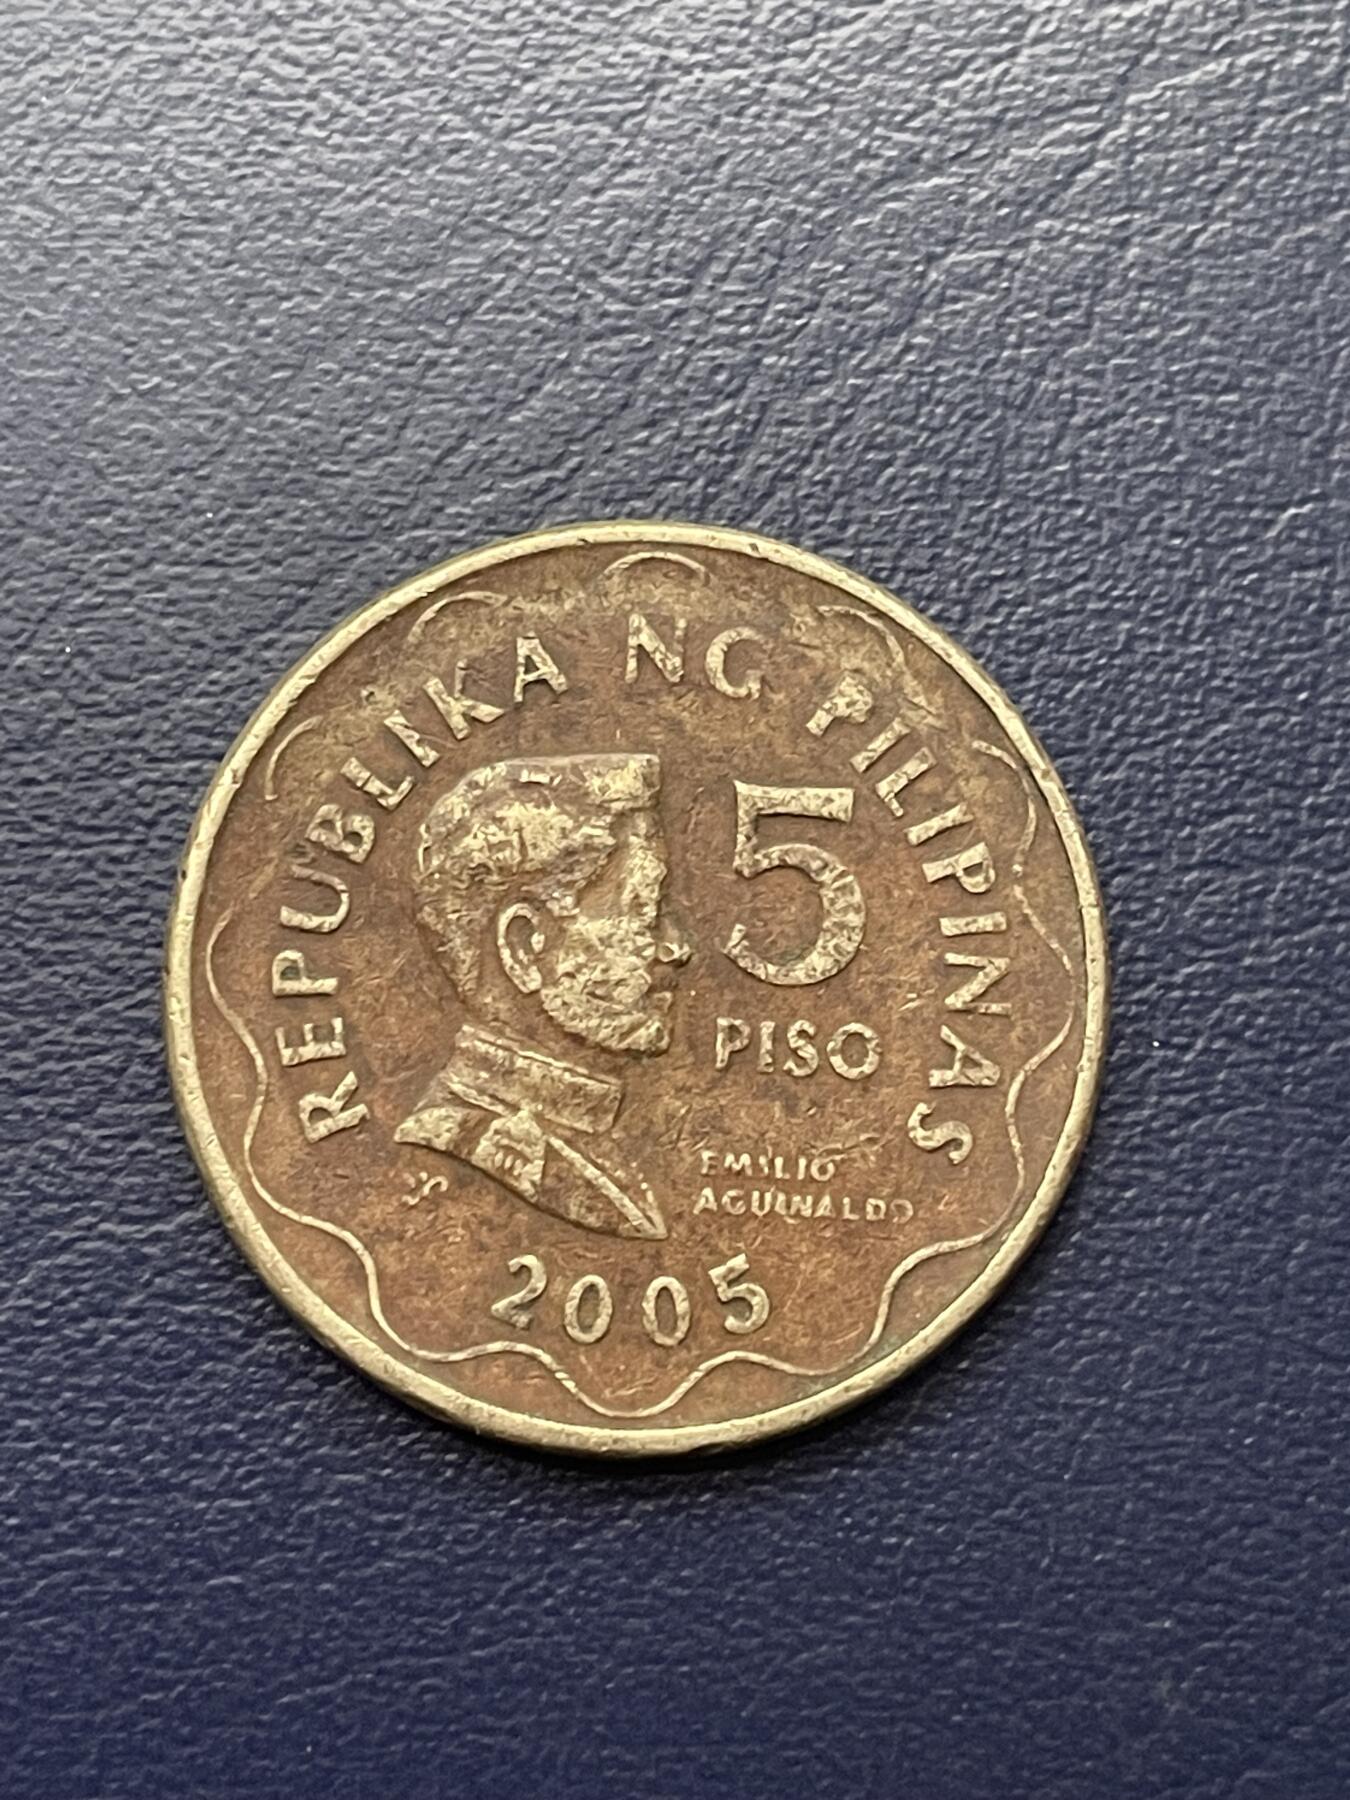 REPUBLIKA NG PILIPINAS
5
PISO
EMILIO
AGUINALDO
2005